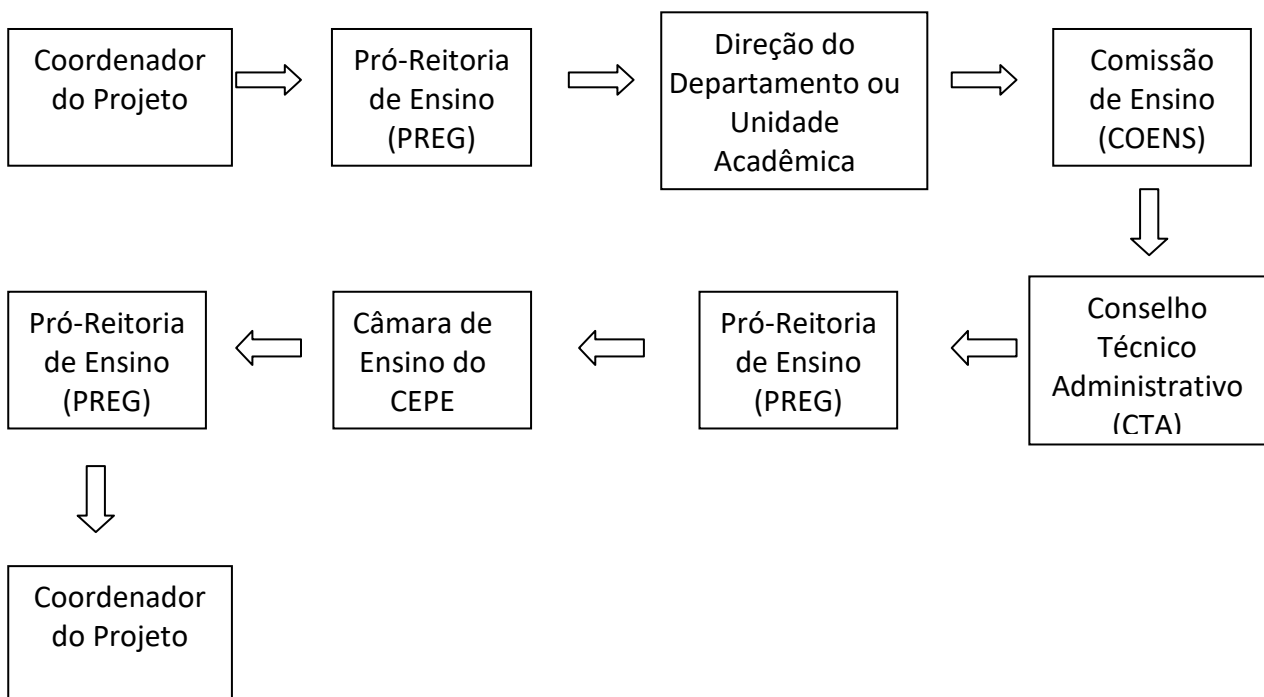 Coordenador
do Projeto
Pró-Reitoria
de Ensino
(PREG)
Direção do
Departamento ou
Unidade
Acadêmica
Comissão
de Ensino
(COENS)
Pró-Reitoria
de Ensino
(PREG)
Câmara de
Ensino do
CEPE
Pró-Reitoria
de Ensino
(PREG)
Conselho
Técnico
Administrativo
(CTA)
Coordenador
do Projeto